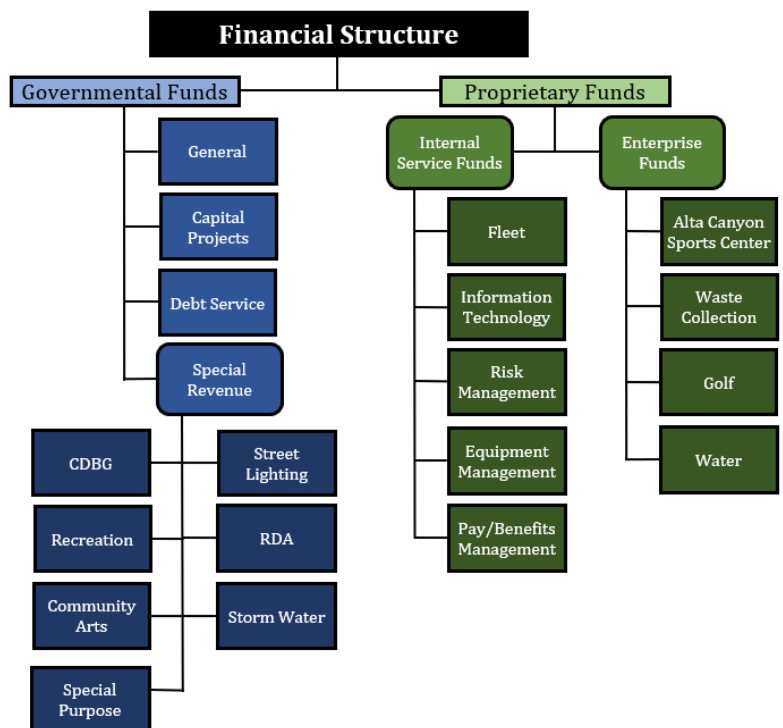 Financial Structure
Governmental Funds
Proprietary Funds
General
Capital
Projects
Debt Service
Special
Revenue
CDBG
Street
Lighting
Recreation
RDA
Community
Arts
Storm Water
Special
Purpose
Internal
Service Funds
Fleet
Information
Technology
Risk
Management
Equipment
Management
Pay/Benefits
Management
Enterprise
Funds
Alta Canyon
Sports Center
Waste
Collection
Golf
Water